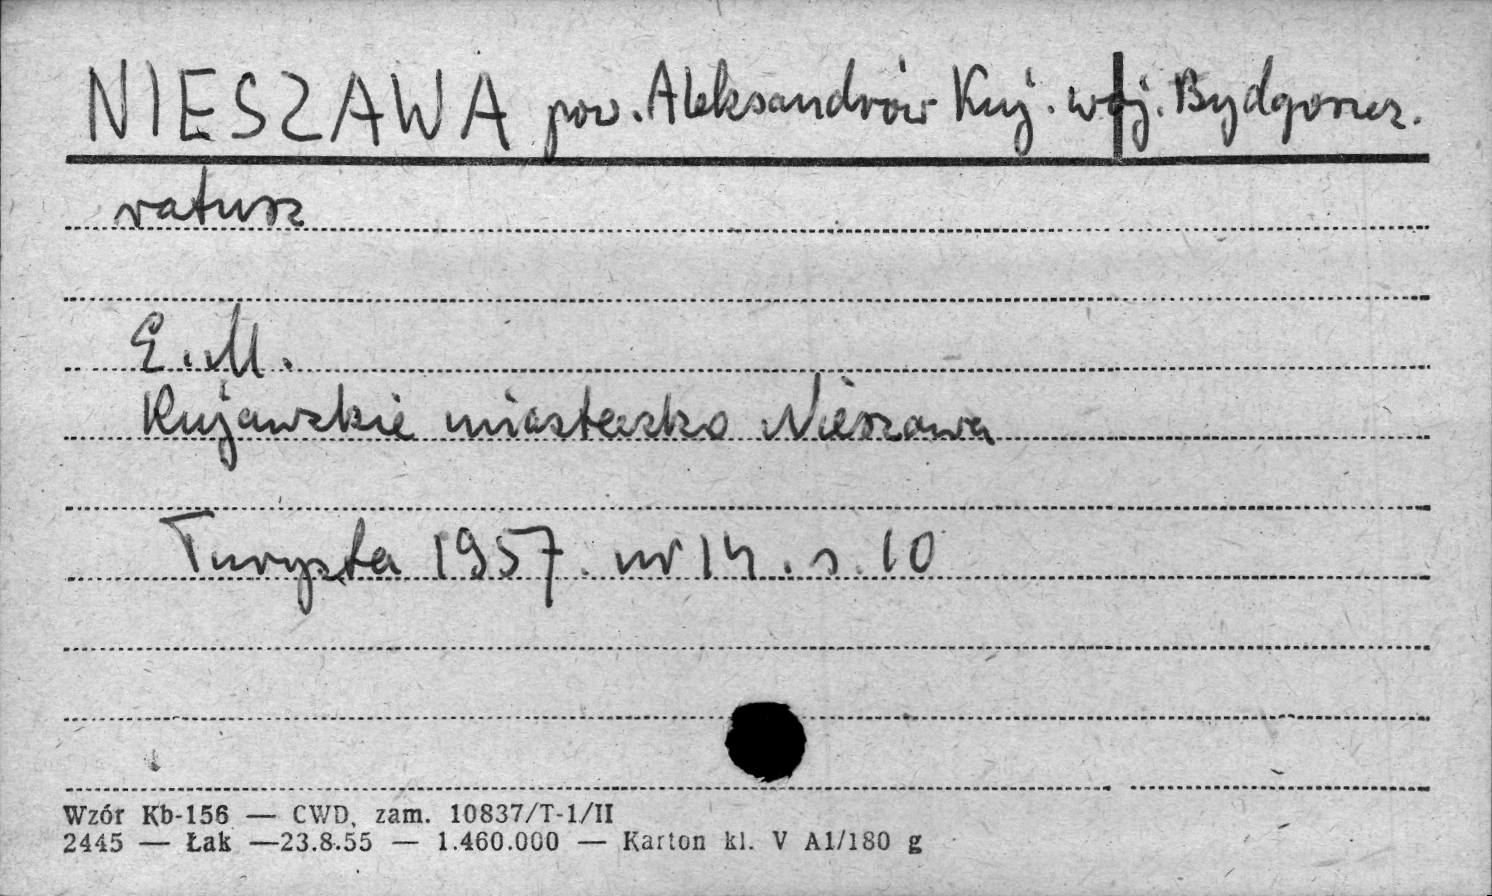 NIESZAWA pow. Aleksandrów Kuj. woj. Bydgoszcz.
ratusz
E. M.
Kujawskie miasteczko Nieszawa
Turysta 1957. nr 14. s. 10
Wzór Kb-156 — CWD, zam. 10837/T-1/II
2445 — Łak —23.8.55 — 1.460.000 — Karton kl. V A1/180 g